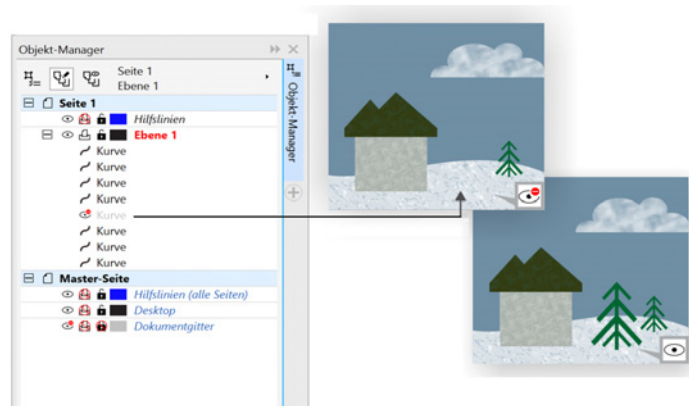 Objekt-Manager
Seite 1
Ebene 1
Objekt-Manager
Seite 1
Hilfslinien
Ebene 1
Kurve
Kurve
Kurve
Kurve
Kurve
Kurve
Kurve
Kurve
Master-Seite
Hilfslinien (alle Seiten)
Desktop
Dokumentgitter